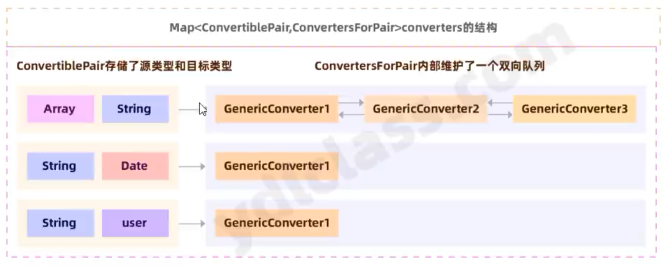 Map<ConvertiblePair,ConvertersForPair>converters的结构
ConvertiblePair存储了源类型和目标类型
ConvertersForPair内部维护了一个双向队列
Array String GenericConverter1 GenericConverter2 GenericConverter3
String Date GenericConverter1
String user GenericConverter1
ydlclass.com